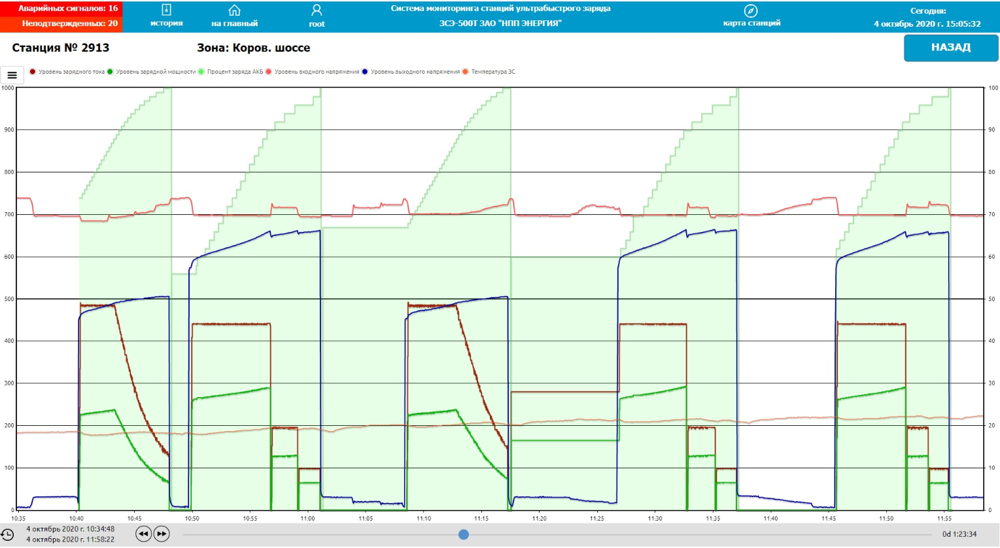 Аварийных сигналов: 16
Неподтвержденных: 20
история
на главный
root
Система мониторинга станций ультрабыстрого заряда
ЗСЭ-500Т ЗАО "НПП ЭНЕРГИЯ"
карта станций
Сегодня:
4 октябрь 2020 г. 15:05:32
Станция № 2913
Зона: Коров. шоссе
НАЗАД
Уровень зарядного тока
Уровень зарядной мощности
Процент заряда АКБ
Уровень входного напряжения
Уровень выходного напряжения
Температура ЗС
1000
900
800
700
600
500
400
300
200
100
0
100
90
80
70
60
50
40
30
20
10
0
10:35 10:40 10:45 10:50 10:55 11:00 11:05 11:10 11:15 11:20 11:25 11:30 11:35 11:40 11:45 11:50 11:55
4 октябрь 2020 г. 10:34:48
4 октябрь 2020 г. 11:58:22
0d 1:23:34